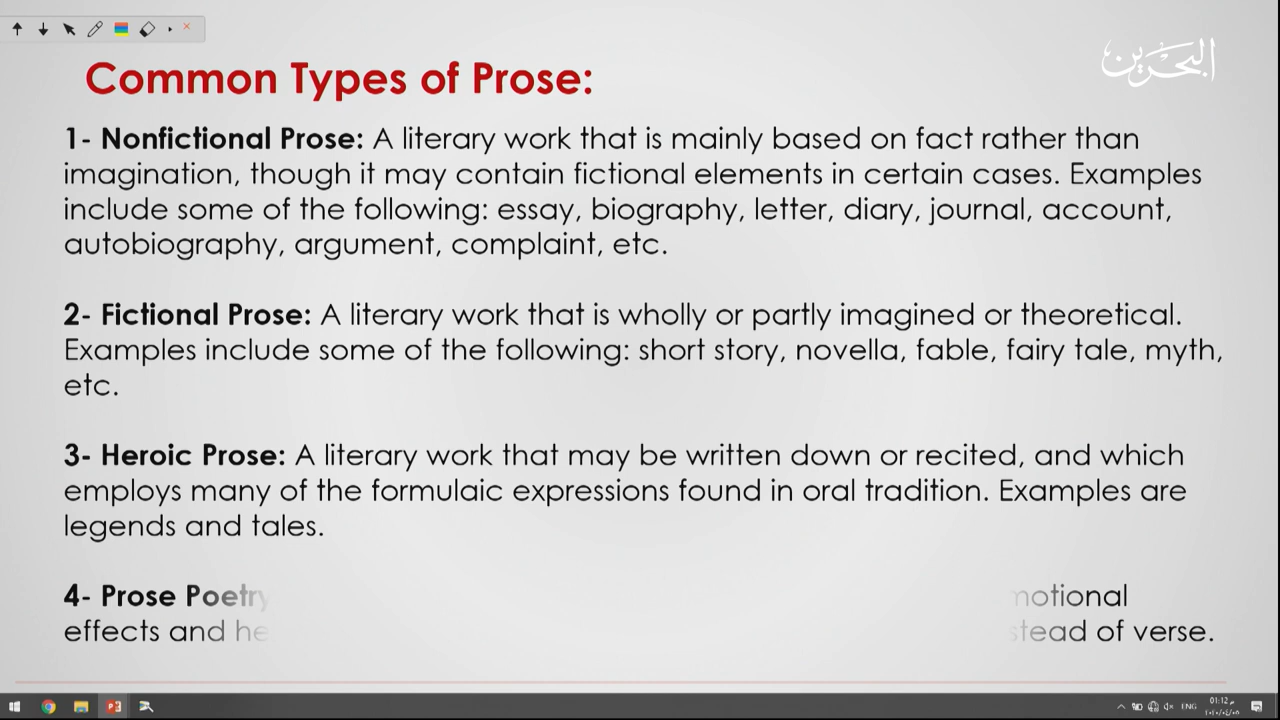 البحرين
Common Types of Prose:
1- Nonfictional Prose: A literary work that is mainly based on fact rather than
imagination, though it may contain fictional elements in certain cases. Examples
include some of the following: essay, biography, letter, diary, journal, account,
autobiography, argument, complaint, etc.
2- Fictional Prose: A literary work that is wholly or partly imagined or theoretical.
Examples include some of the following: short story, novella, fable, fairy tale, myth,
etc.
3- Heroic Prose: A literary work that may be written down or recited, and which
employs many of the formulaic expressions found in oral tradition. Examples are
legends and tales.
4- Prose Poetry
effects and of verse.
ENG
٠١:١٢ م